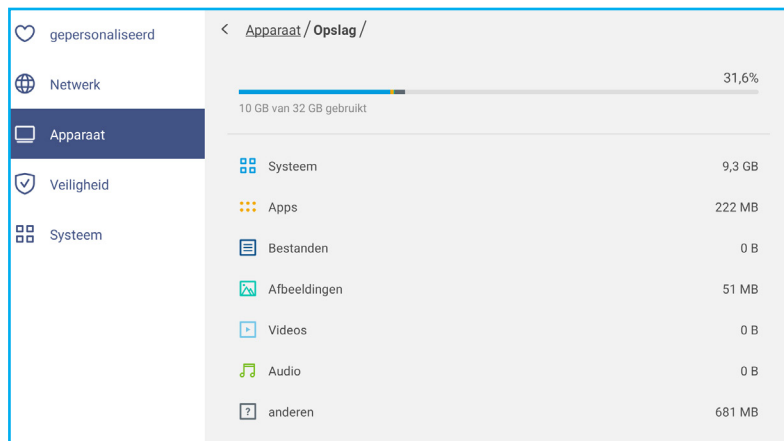 gepersonaliseerd
Netwerk
Apparaat
Veiligheid
Systeem
< Apparaat / Opslag /
31,6%
10 GB van 32 GB gebruikt
Systeem 9,3 GB
Apps 222 MB
Bestanden 0 B
Afbeeldingen 51 MB
Videos 0 B
Audio 0 B
? anderen 681 MB